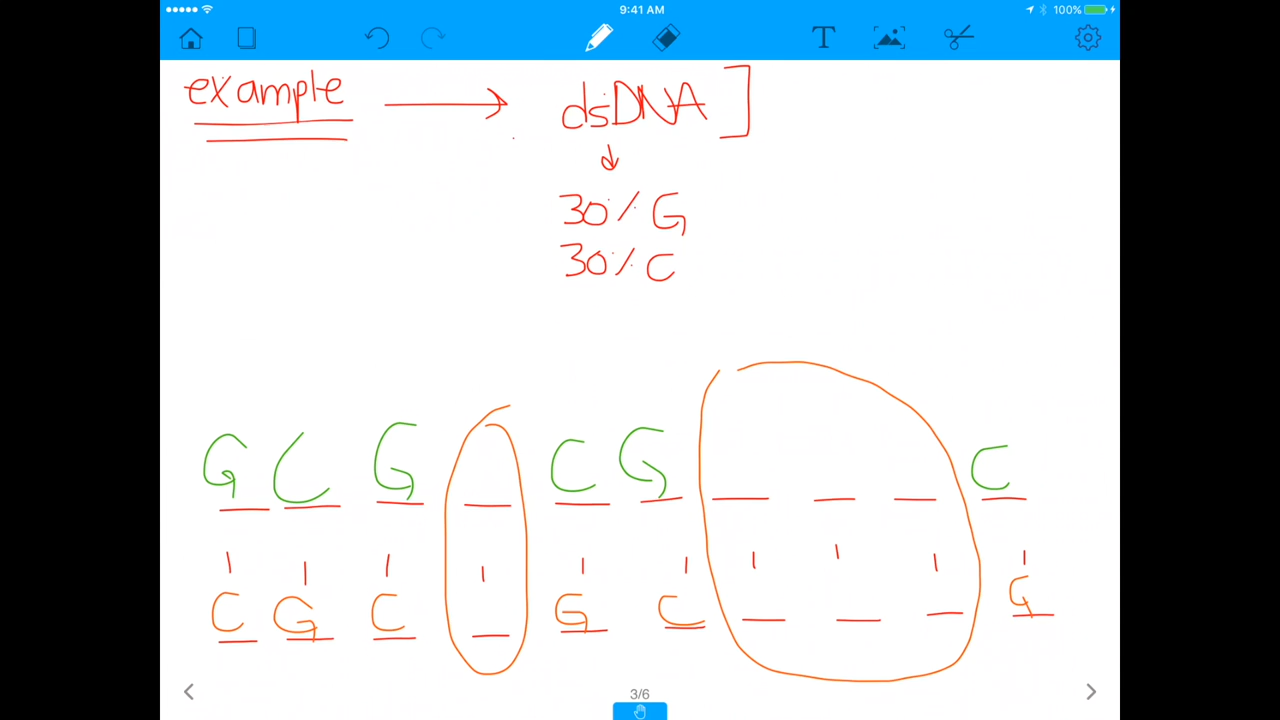 9:41 AM 100%
T
example dsDNA
30% G
30% C
G C G C G C
C G C G C G
3/6